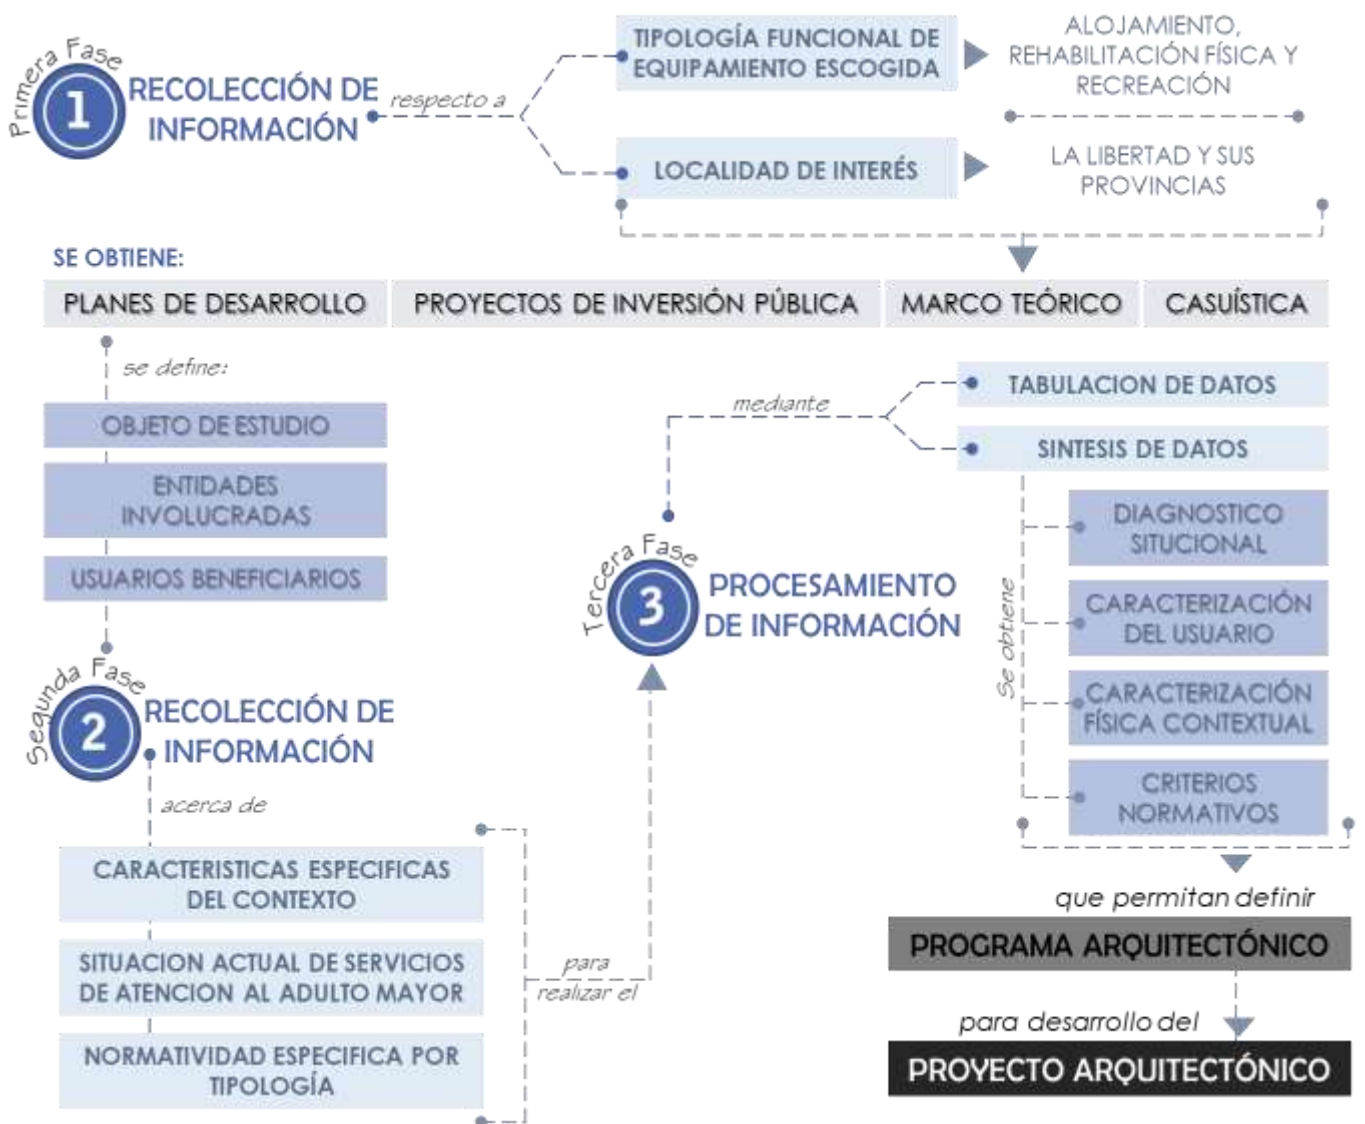 Primera Fase
1
RECOLECCIÓN DE
INFORMACIÓN
respecto a
TIPOLOGÍA FUNCIONAL DE
EQUIPAMIENTO ESCOGIDA
ALOJAMIENTO,
REHABILITACIÓN FÍSICA Y
RECREACIÓN
LOCALIDAD DE INTERÉS
LA LIBERTAD Y SUS
PROVINCIAS
SE OBTIENE:
PLANES DE DESARROLLO
PROYECTOS DE INVERSIÓN PÚBLICA
MARCO TEÓRICO
CASUÍSTICA
se define:
OBJETO DE ESTUDIO
ENTIDADES
INVOLUCRADAS
USUARIOS BENEFICIARIOS
Segunda Fase
2
RECOLECCIÓN DE
INFORMACIÓN
acerca de
CARACTERISTICAS ESPECIFICAS
DEL CONTEXTO
SITUACION ACTUAL DE SERVICIOS
DE ATENCION AL ADULTO MAYOR
NORMATIVIDAD ESPECIFICA POR
TIPOLOGÍA
para
realizar el
Tercera Fase
3
PROCESAMIENTO
DE INFORMACIÓN
mediante
TABULACION DE DATOS
SINTESIS DE DATOS
Se obtiene
DIAGNOSTICO
SITUCIONAL
CARACTERIZACIÓN
DEL USUARIO
CARACTERIZACIÓN
FÍSICA CONTEXTUAL
CRITERIOS
NORMATIVOS
que permitan definir
PROGRAMA ARQUITECTÓNICO
para desarrollo del
PROYECTO ARQUITECTÓNICO